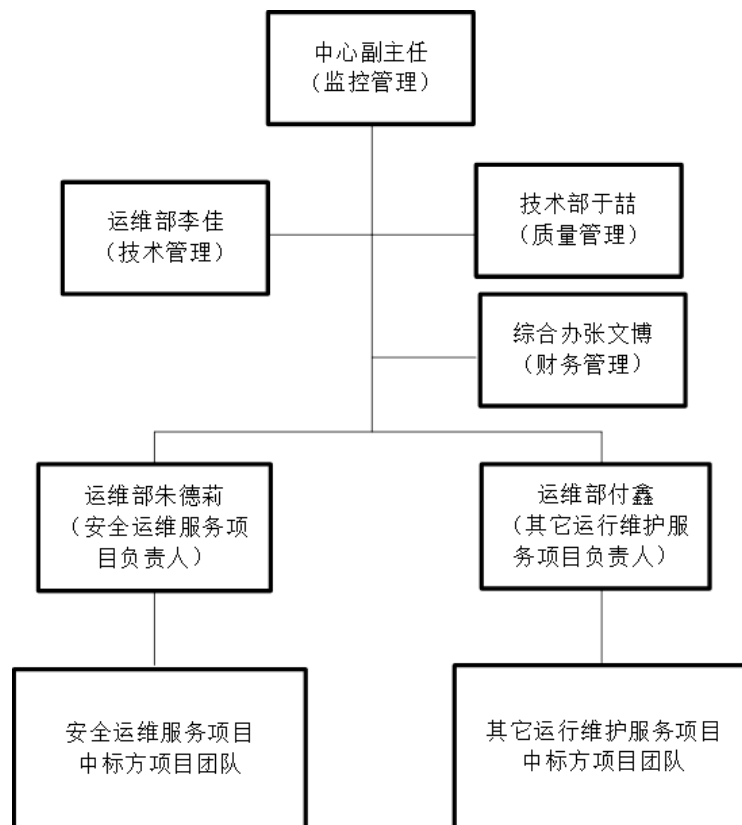 中心副主任
（监控管理）
运维部李佳
（技术管理）
技术部于喆
（质量管理）
综合办张文博
（财务管理）
运维部朱德莉
（安全运维服务项
目负责人）
运维部付鑫
（其它运行维护服
务项目负责人）
安全运维服务项目
中标方项目团队
其它运行维护服务项目
中标方项目团队